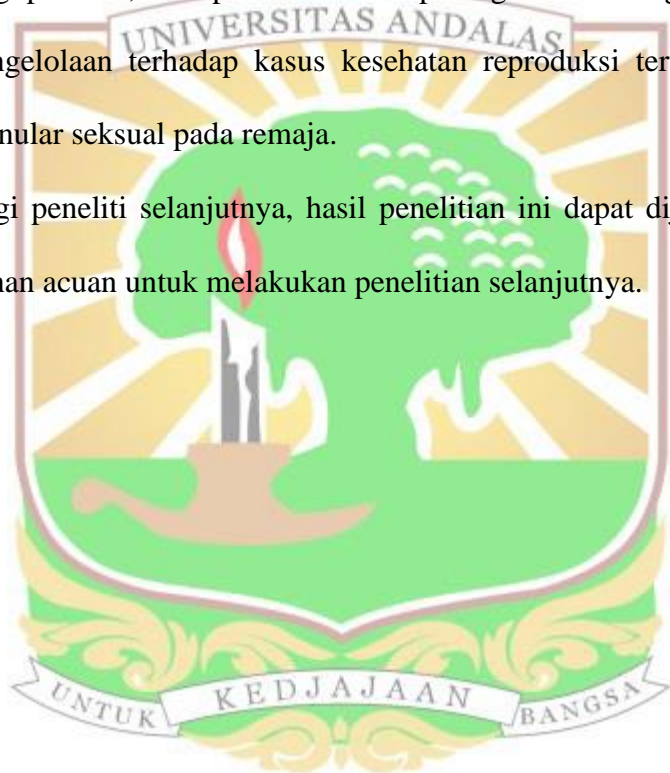 UNIVERSITAS ANDALAS
ngelolaan terhadap kasus kesehatan reproduksi ter
nular seksual pada remaja.
gi peneliti selanjutnya, hasil penelitian ini dapat dij
han acuan untuk melakukan penelitian selanjutnya.
UNTUK KEDJAJAAN BANGSA